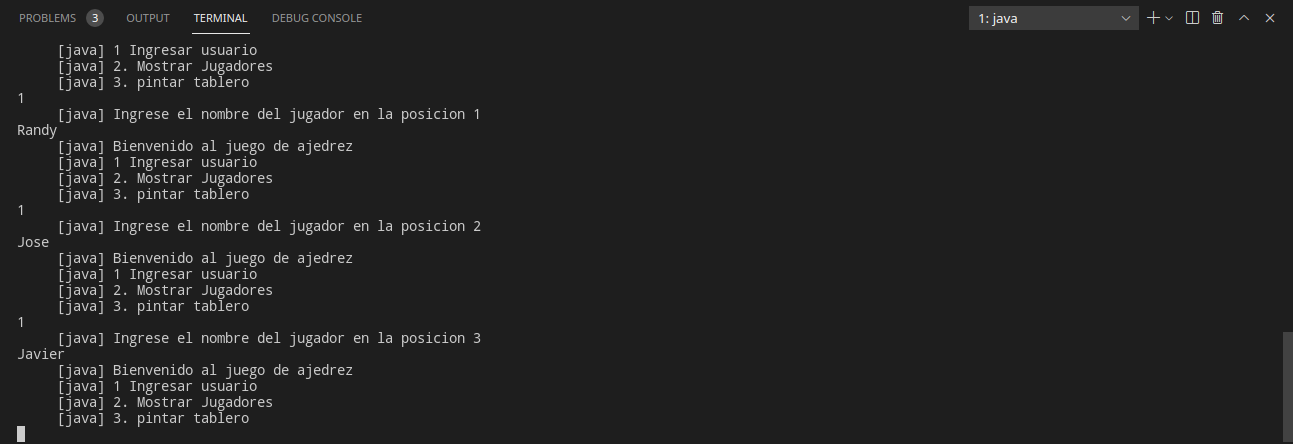 PROBLEMS 3 OUTPUT TERMINAL DEBUG CONSOLE 1: java
[java] 1 Ingresar usuario
[java] 2. Mostrar Jugadores
[java] 3. pintar tablero
1
[java] Ingrese el nombre del jugador en la posicion 1
Randy
[java] Bienvenido al juego de ajedrez
[java] 1 Ingresar usuario
[java] 2. Mostrar Jugadores
[java] 3. pintar tablero
1
[java] Ingrese el nombre del jugador en la posicion 2
Jose
[java] Bienvenido al juego de ajedrez
[java] 1 Ingresar usuario
[java] 2. Mostrar Jugadores
[java] 3. pintar tablero
1
[java] Ingrese el nombre del jugador en la posicion 3
Javier
[java] Bienvenido al juego de ajedrez
[java] 1 Ingresar usuario
[java] 2. Mostrar Jugadores
[java] 3. pintar tablero